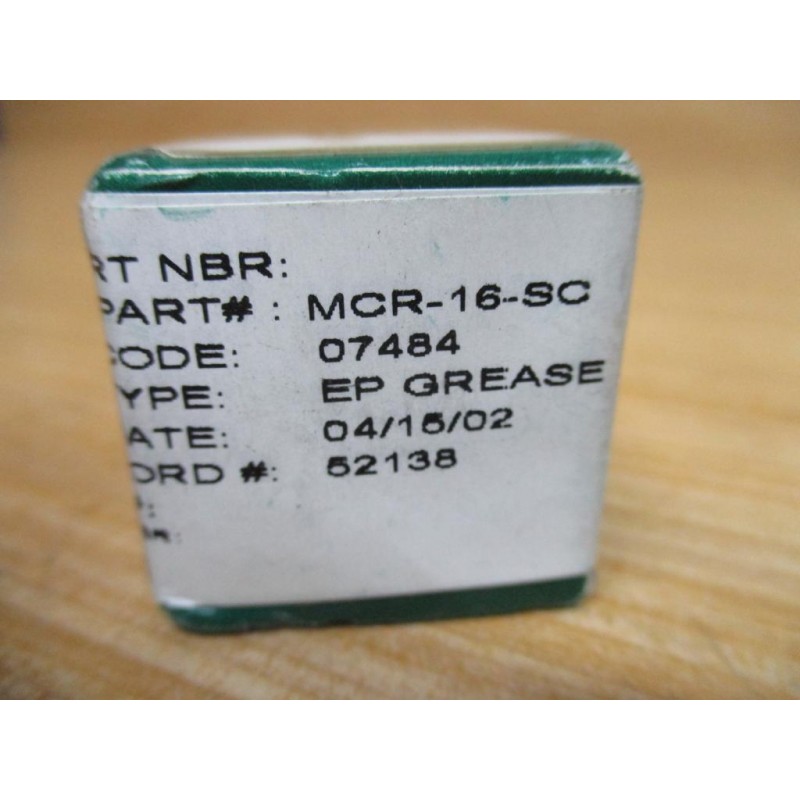 RT NBR:
PART# : MCR-16-SC
CODE: 07484
YPE: EP GREASE
ATE: 04/15/02
ORD #: 52138